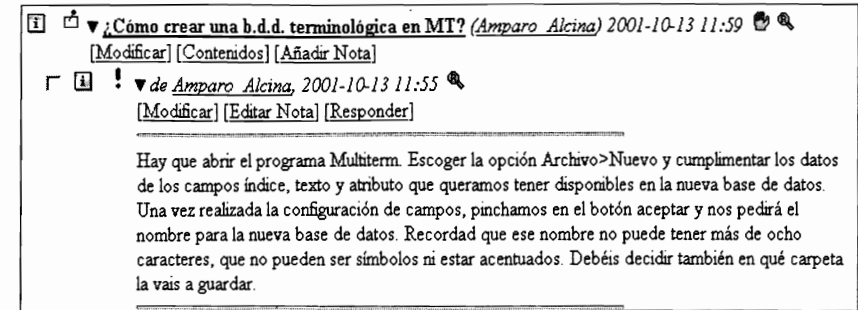 ¿Cómo crear una b.d.d. terminológica en MT? (Amparo Alcina) 2001-10-13 11:59
[Modificar] [Contenidos] [Añadir Nota]
! de Amparo Alcina, 2001-10-13 11:55
[Modificar] [Editar Nota] [Responder]
Hay que abrir el programa Multiterm. Escoger la opción Archivo>Nuevo y cumplimentar los datos
de los campos índice, texto y atributo que queramos tener disponibles en la nueva base de datos.
Una vez realizada la configuración de campos, pinchamos en el botón aceptar y nos pedirá el
nombre para la nueva base de datos. Recordad que ese nombre no puede tener más de ocho
caracteres, que no pueden ser símbolos ni estar acentuados. Debéis decidir también en qué carpeta
la vais a guardar.